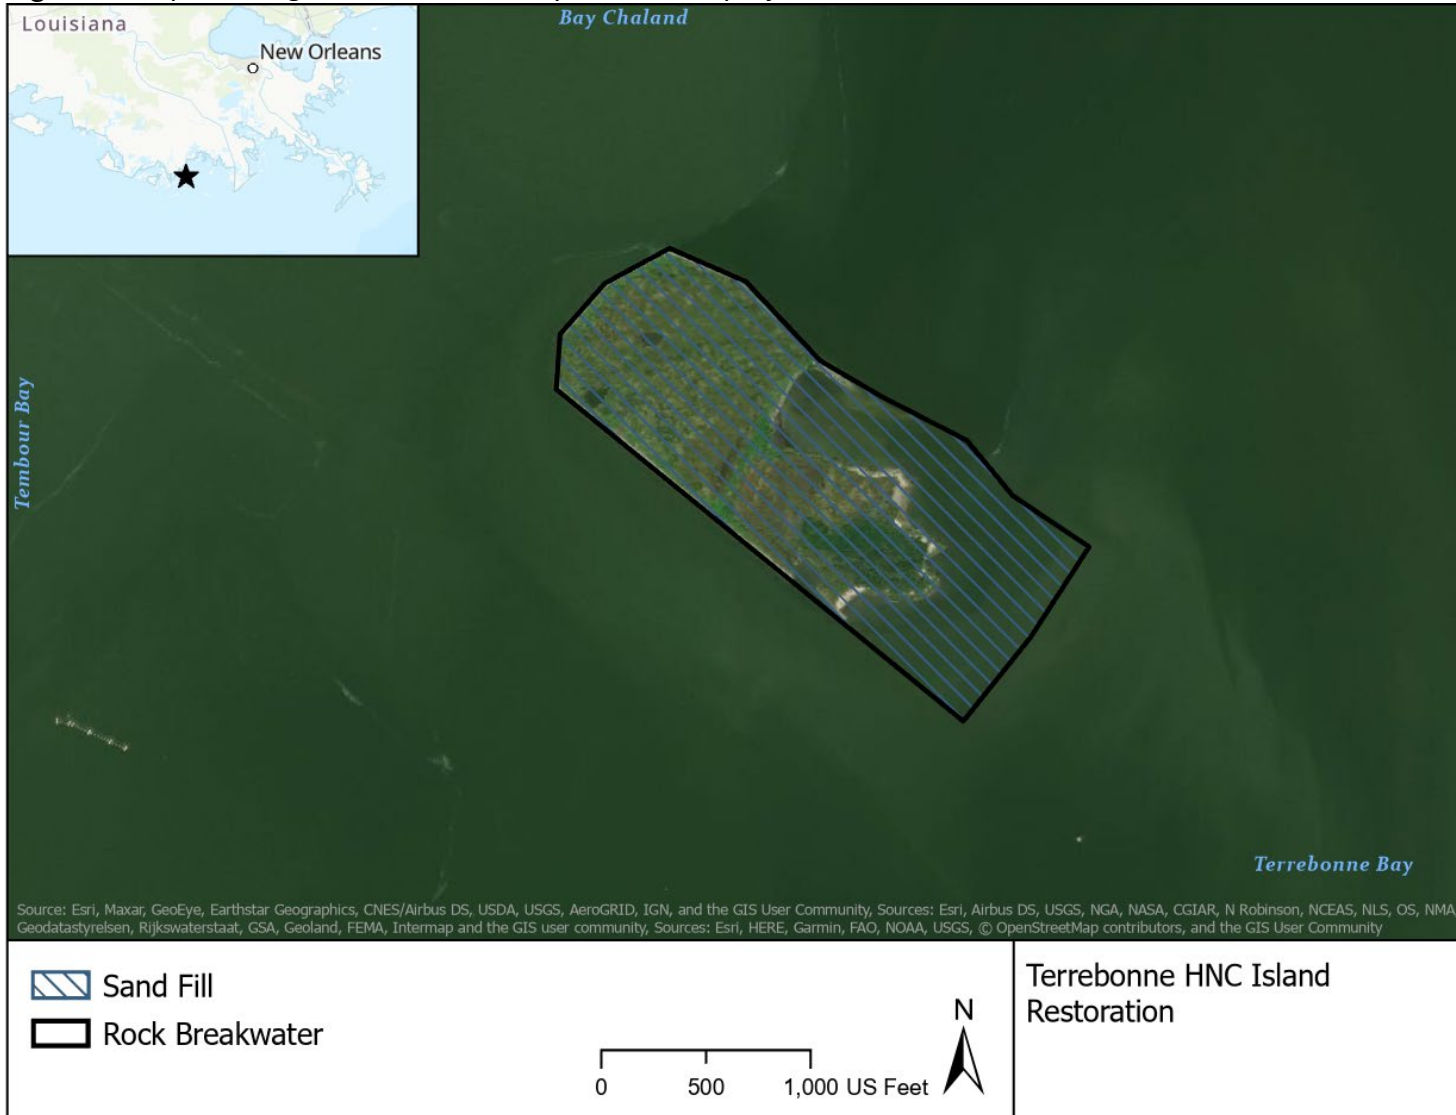 Louisiana
New Orleans
Bay Chaland
Tembour Bay
Terrebonne Bay
Source: Esri, Maxar, GeoEye, Earthstar Geographics, CNES/Airbus DS, USDA, USGS, AeroGRID, IGN, and the GIS User Community, Sources: Esri, Airbus DS, USGS, NGA, NASA, CGIAR, N Robinson, NCEAS, NLS, OS, NMA
Geodatastyrelsen, Rijkswaterstaat, GSA, Geoland, FEMA, Intermap and the GIS user community, Sources: Esri, HERE, Garmin, FAO, NOAA, USGS, © OpenStreetMap contributors, and the GIS User Community
Sand Fill
Rock Breakwater
0 500 1,000 US Feet
N
Terrebonne HNC Island
Restoration